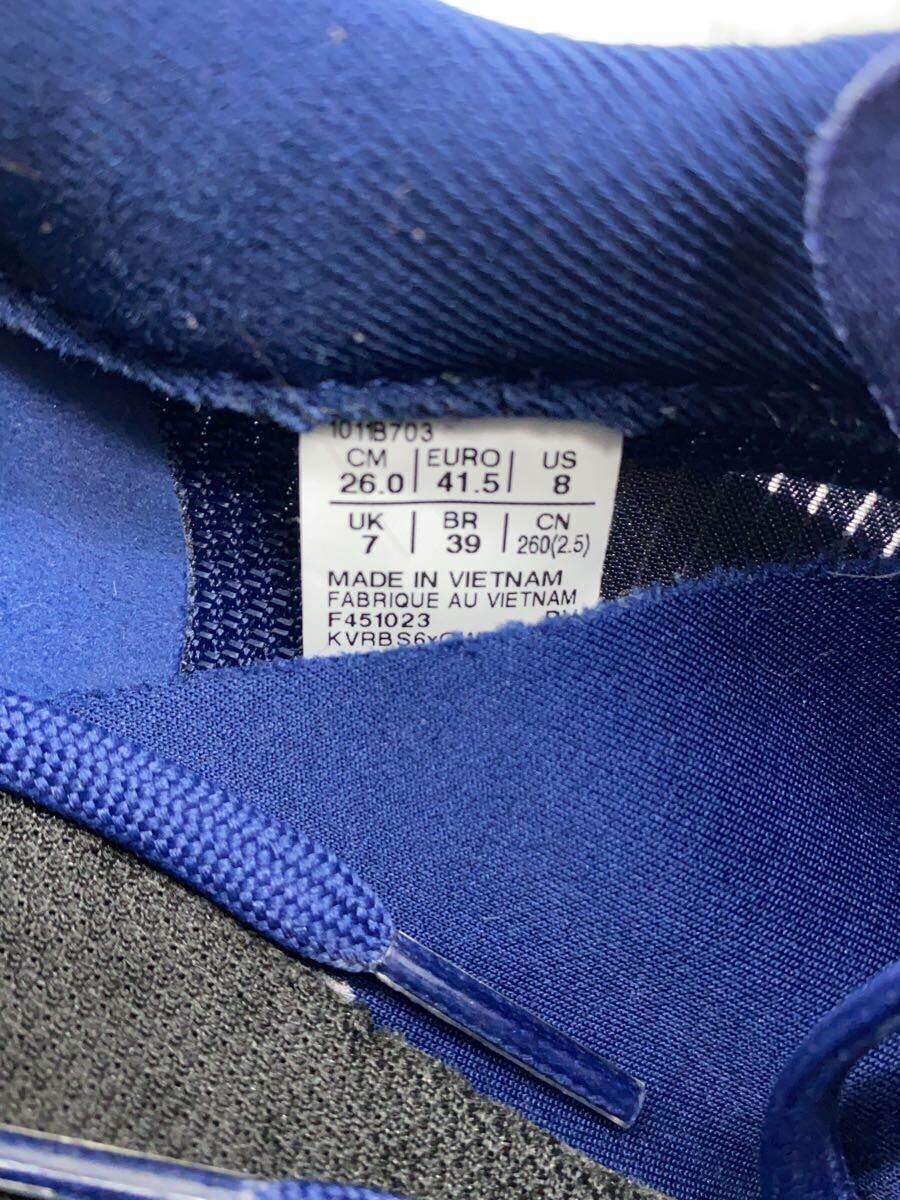 1011B703
CM EURO US
26.0 41.5 8
UK BR CN
7 39 260(2.5)
MADE IN VIETNAM
FABRIQUE AU VIETNAM
F451023